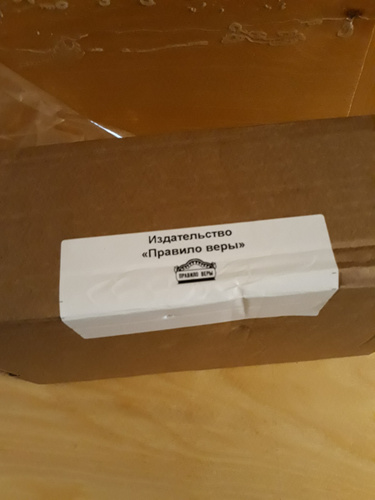 Издательство
«Правило веры»
ПРАВИЛО ВЕРЫ